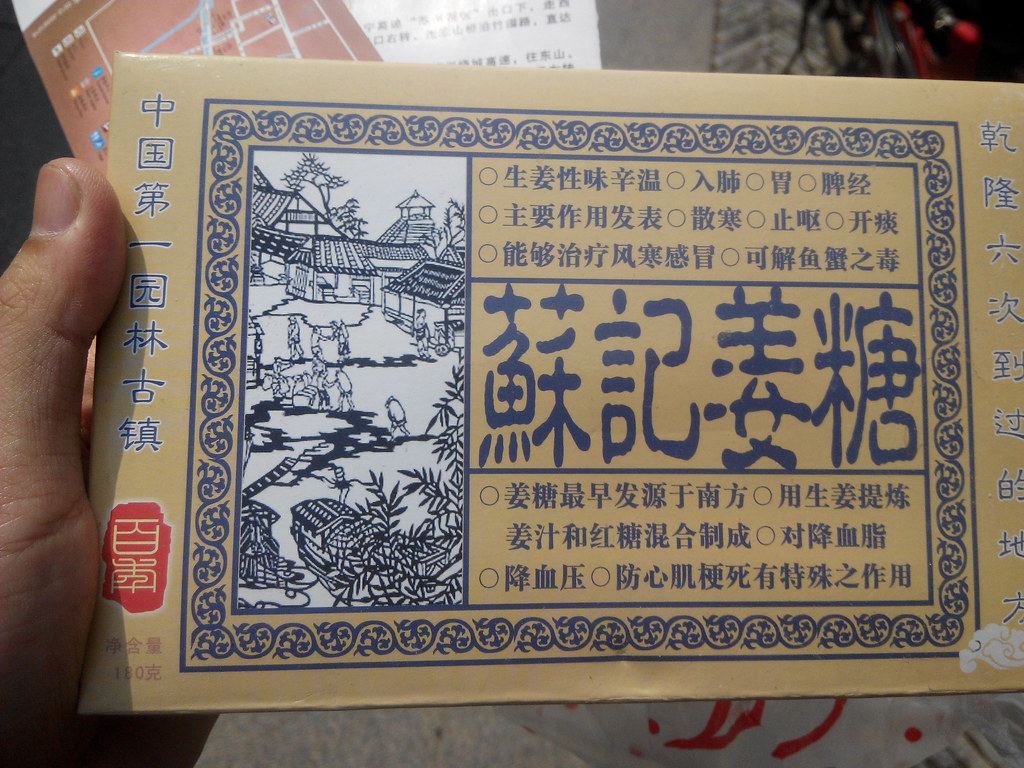 中国第一园林古镇
百年
净含量
180克
○生姜性味辛温○入肺○胃○脾经
○主要作用发表○散寒○止呕○开痰
○能够治疗风寒感冒○可解鱼蟹之毒
蘇記姜糖
○姜糖最早发源于南方○用生姜提炼
姜汁和红糖混合制成○对降血脂
○降血压○防心肌梗死有特殊之作用
乾隆六次到过的地方